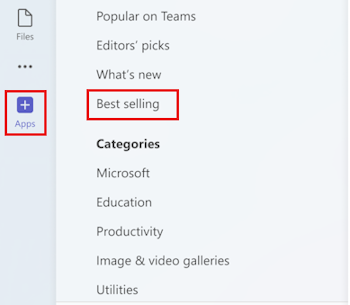 Files
Apps
Popular on Teams
Editors' picks
What's new
Best selling
Categories
Microsoft
Education
Productivity
Image & video galleries
Utilities